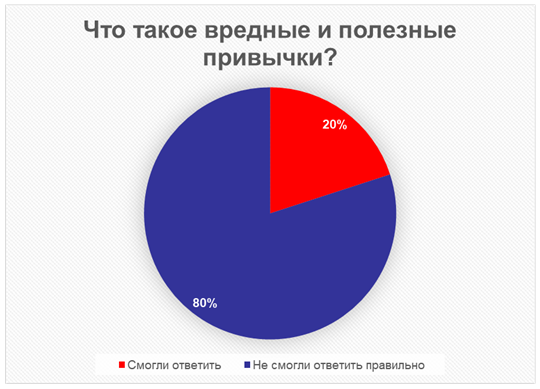 Что такое вредные и полезные
привычки?
20%
80%
Смогли ответить
Не смогли ответить правильно